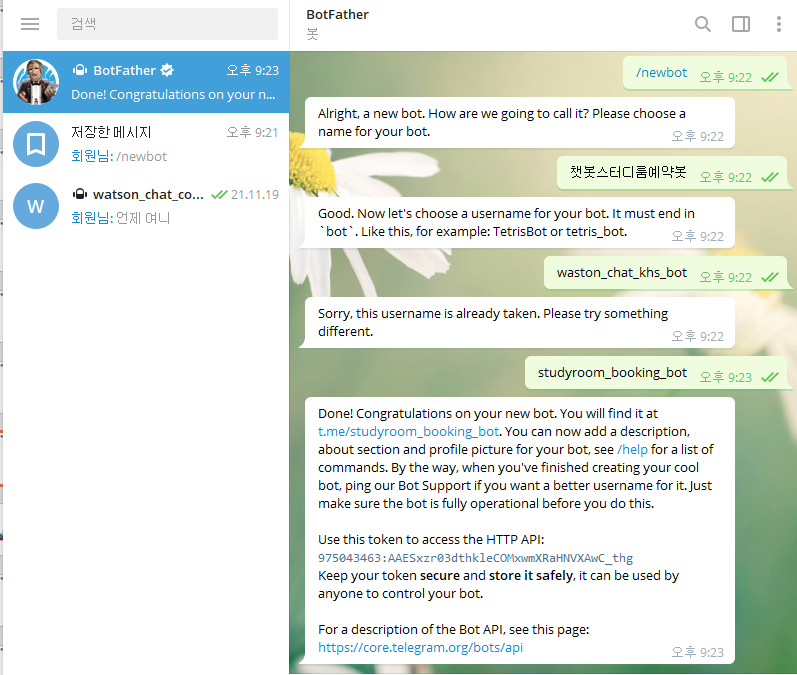 검색
BotFather
봇
BotFather 오후 9:23
Done! Congratulations on your n...
저장한 메시지 오후 9:21
회원님: /newbot
W
watson_chat_co... 21.11.19
회원님: 언제 여니
/newbot 오후 9:22
Alright, a new bot. How are we going to call it? Please choose a
name for your bot.
오후 9:22
챗봇스터디룸예약봇 오후 9:22
Good. Now let's choose a username for your bot. It must end in
`bot`. Like this, for example: TetrisBot or tetris_bot.
오후 9:22
waston_chat_khs_bot 오후 9:22
Sorry, this username is already taken. Please try something
different.
오후 9:22
studyroom_booking_bot 오후 9:23
Done! Congratulations on your new bot. You will find it at
t.me/studyroom_booking_bot. You can now add a description,
about section and profile picture for your bot, see /help for a list of
commands. By the way, when you've finished creating your cool
bot, ping our Bot Support if you want a better username for it. Just
make sure the bot is fully operational before you do this.
Use this token to access the HTTP API:
975043463:AAESxzr03dthkleCOMxwmXRaHNVXAwC_thg
Keep your token secure and store it safely, it can be used by
anyone to control your bot.
For a description of the Bot API, see this page:
https://core.telegram.org/bots/api
오후 9:23